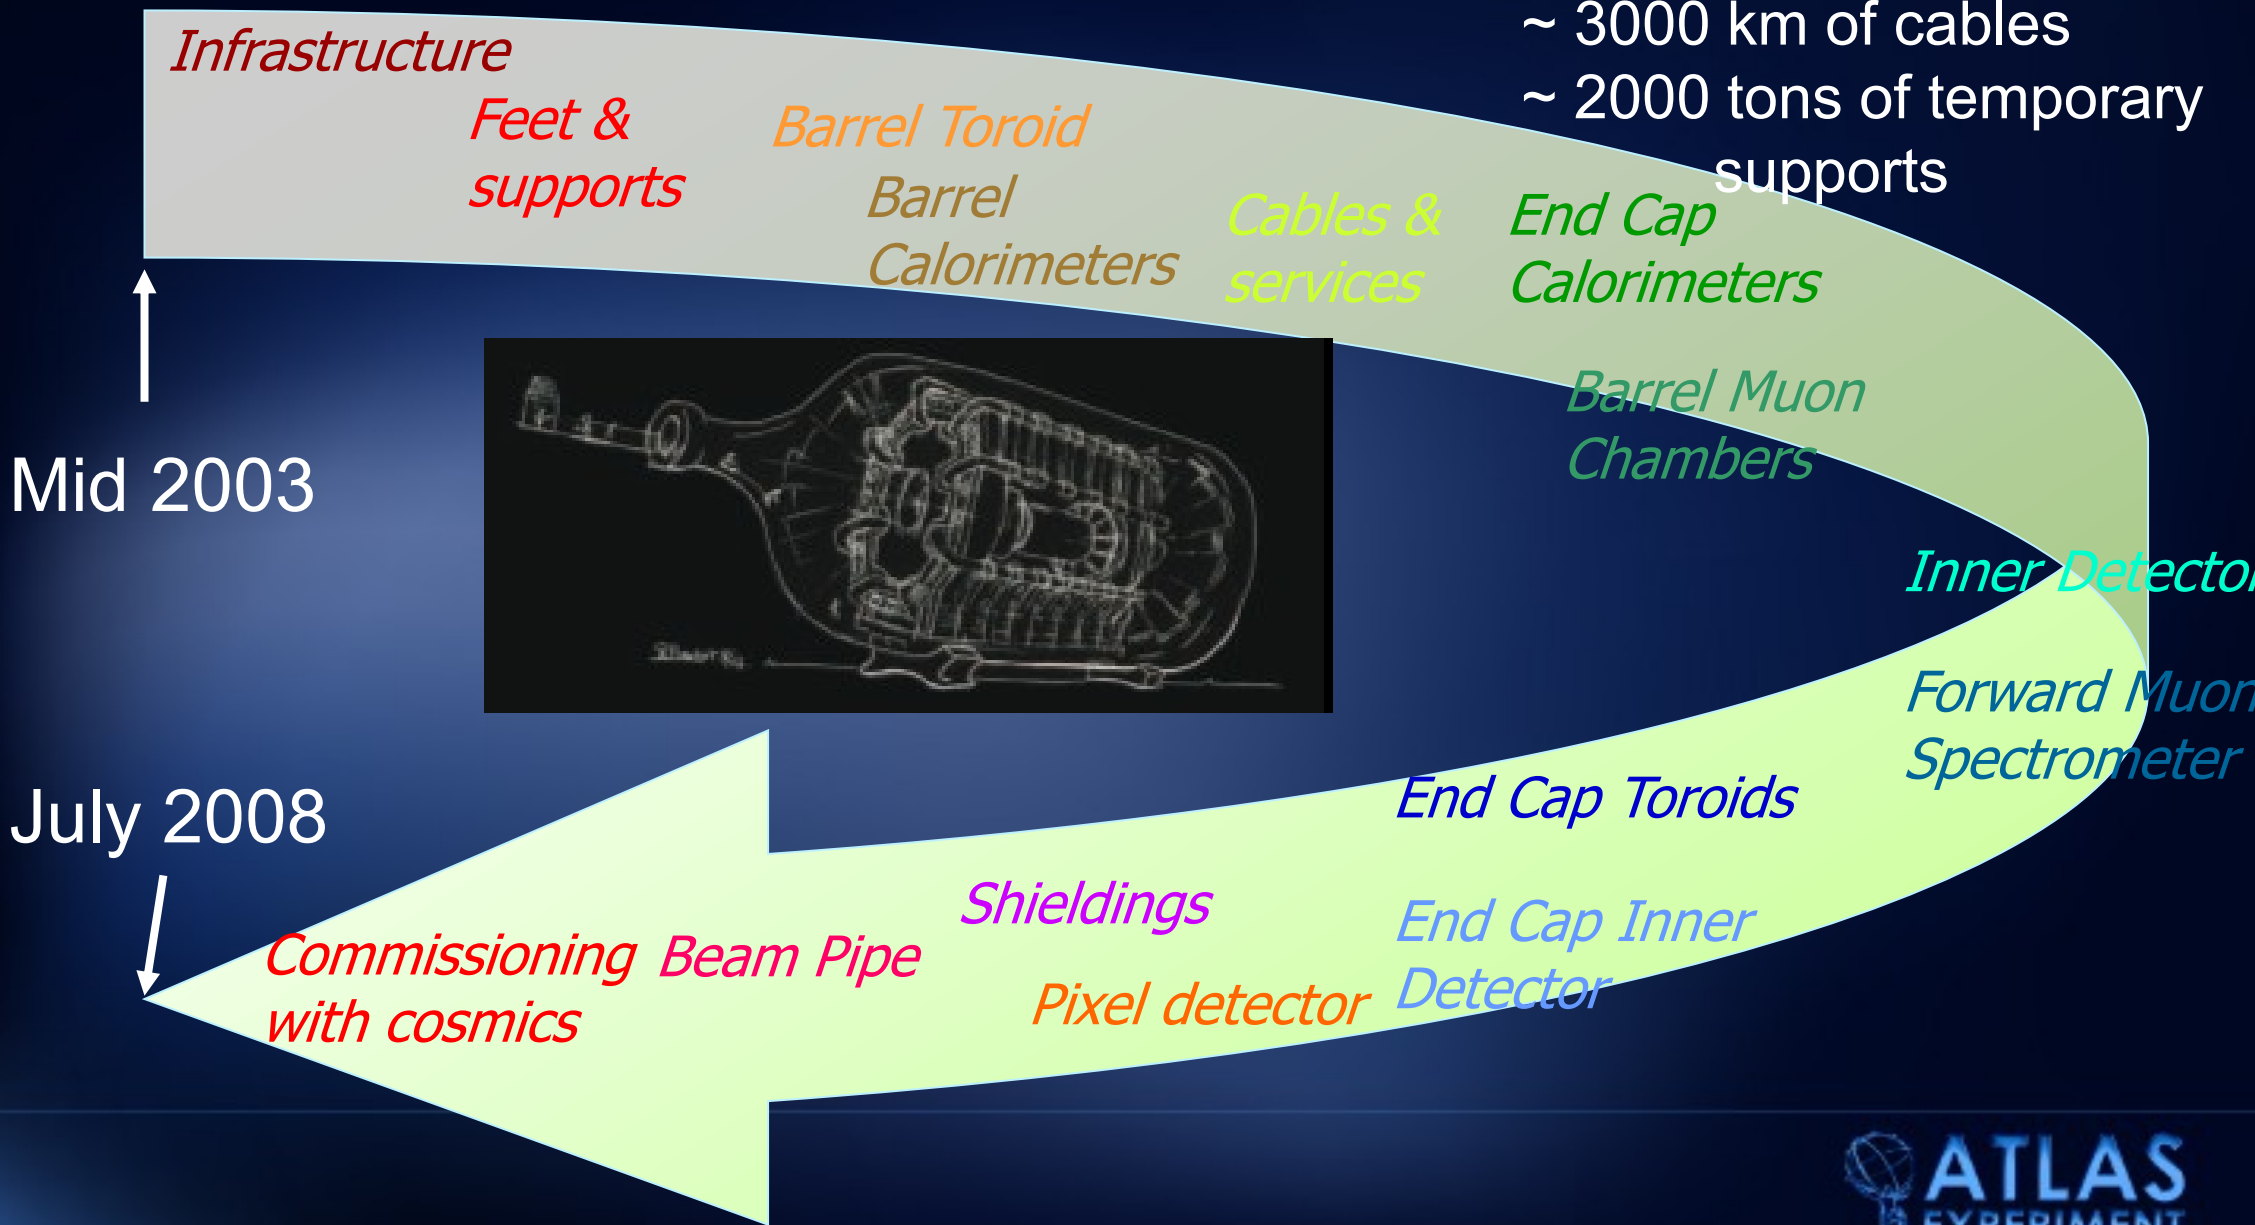 ~ 3000 km of cables
~ 2000 tons of temporary
supports
Infrastructure
Feet &
supports
Barrel Toroid
Barrel
Calorimeters
Cables &
services
End Cap
Calorimeters
Barrel Muon
Chambers
Mid 2003
Inner Detector
Forward Muon
Spectrometer
July 2008
End Cap Toroids
End Cap Inner
Detector
Shieldings
Pixel detector
Beam Pipe
Commissioning
with cosmics
ATLAS
EXPERIMENT